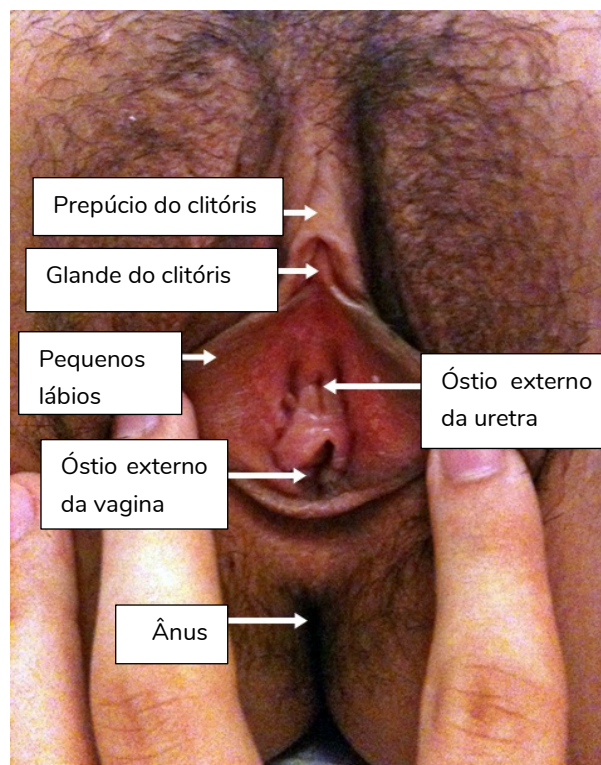 Prepúcio do clitóris
Glande do clitóris
Pequenos
lábios
Óstio externo
da uretra
Óstio externo
da vagina
Ânus